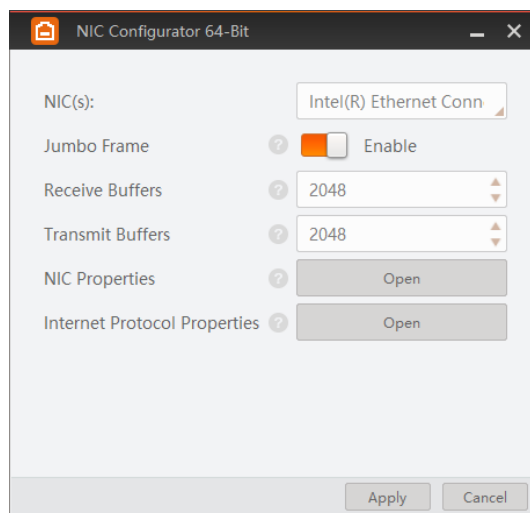 NIC Configurator 64-Bit
NIC(s): Intel(R) Ethernet Conn
Jumbo Frame ? Enable
Receive Buffers ? 2048
Transmit Buffers ? 2048
NIC Properties ? Open
Internet Protocol Properties ? Open
Apply Cancel